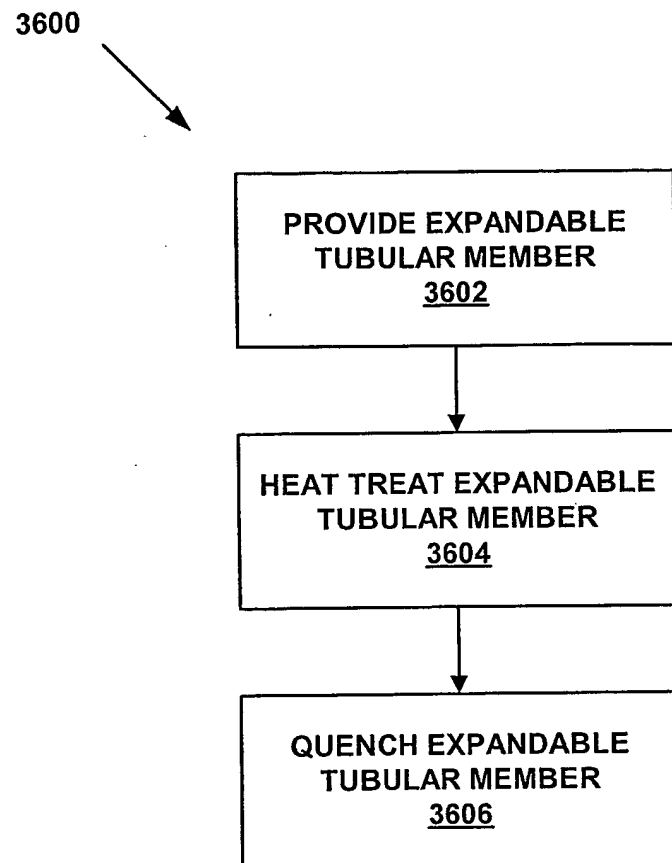 3600
PROVIDE EXPANDABLE
TUBULAR MEMBER
3602
HEAT TREAT EXPANDABLE
TUBULAR MEMBER
3604
QUENCH EXPANDABLE
TUBULAR MEMBER
3606